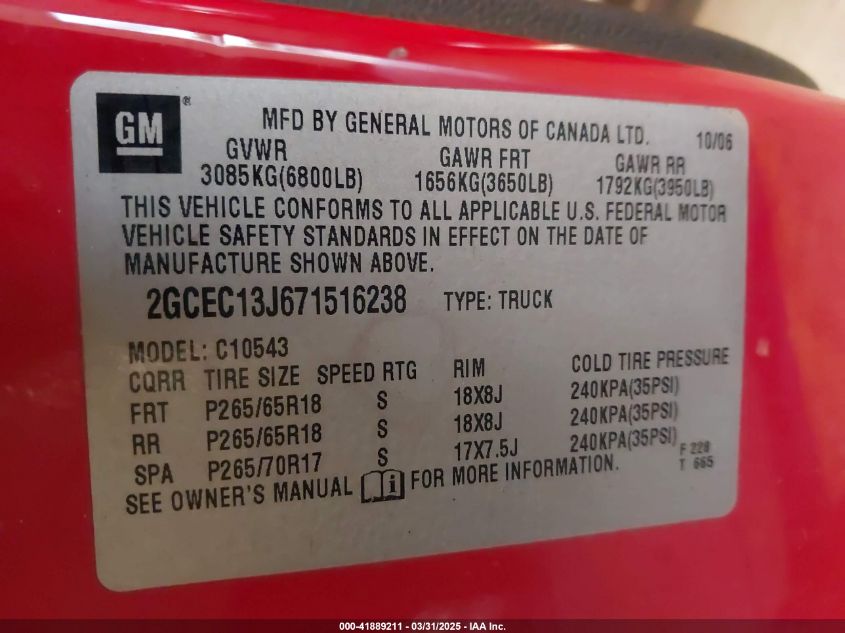 GM®
MFD BY GENERAL MOTORS OF CANADA LTD. 10/06
GVWR GAWR FRT GAWR RR
3085KG(6800LB) 1656KG(3650LB) 1792KG(3950LB)
THIS VEHICLE CONFORMS TO ALL APPLICABLE U.S. FEDERAL MOTOR
VEHICLE SAFETY STANDARDS IN EFFECT ON THE DATE OF
MANUFACTURE SHOWN ABOVE.
2GCEC13J671516238 TYPE: TRUCK
MODEL: C10543
CQRR TIRE SIZE SPEED RTG RIM COLD TIRE PRESSURE
FRT P265/65R18 S 18X8J 240KPA(35PSI)
RR P265/65R18 S 18X8J 240KPA(35PSI)
SPA P265/70R17 S 17X7.5J 240KPA(35PSI) F 228
SEE OWNER'S MANUAL i FOR MORE INFORMATION. T 665
000-41889211 - 03/31/2025 - IAA Inc.